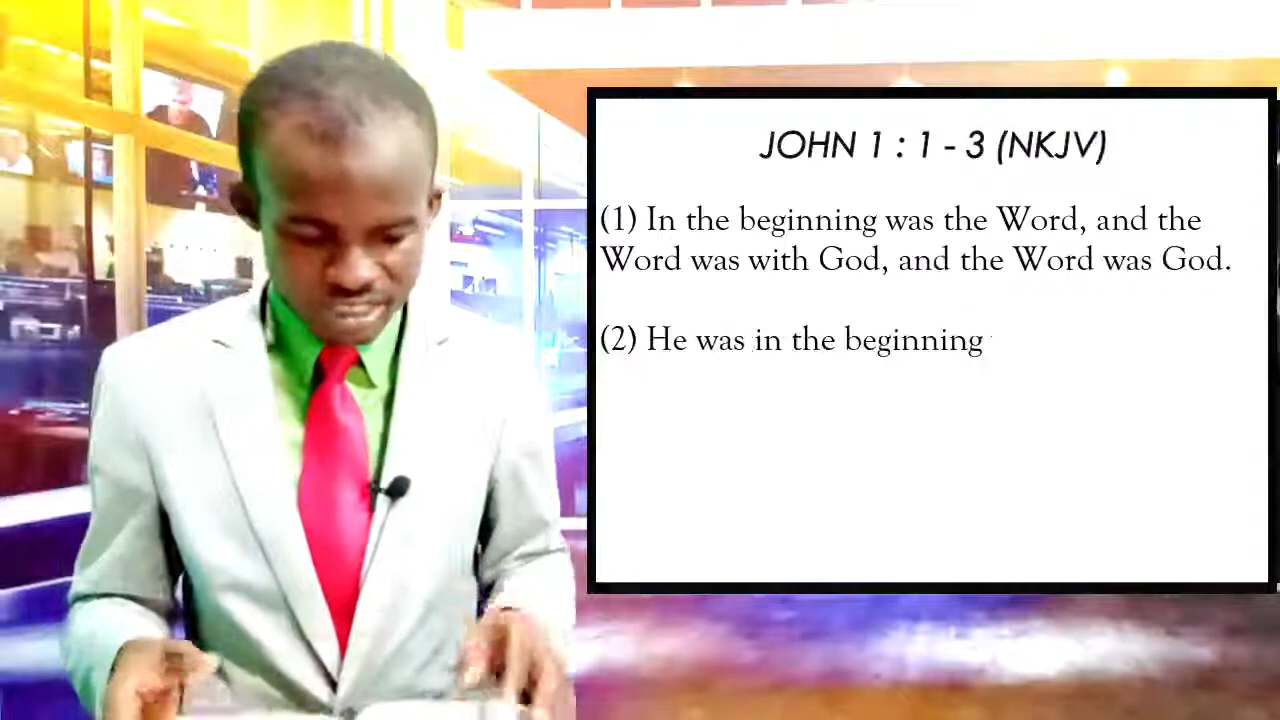 JOHN 1 : 1 - 3 (NKJV)
(1) In the beginning was the Word, and the
Word was with God, and the Word was God.
(2) He was in the beginning